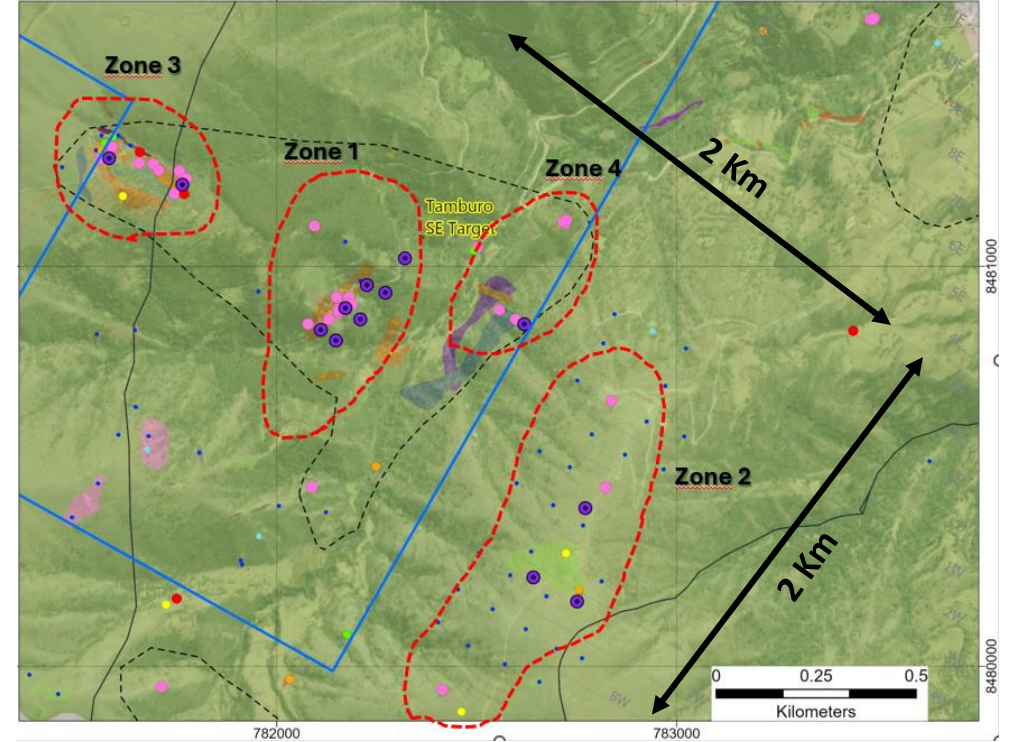 Zone 3
Zone 1
Zone 4
Tamburo
SE Target
2 Km
8481000
Zone 2
2 Km
8480000
0 0.25 0.5
Kilometers
8W
782000 783000